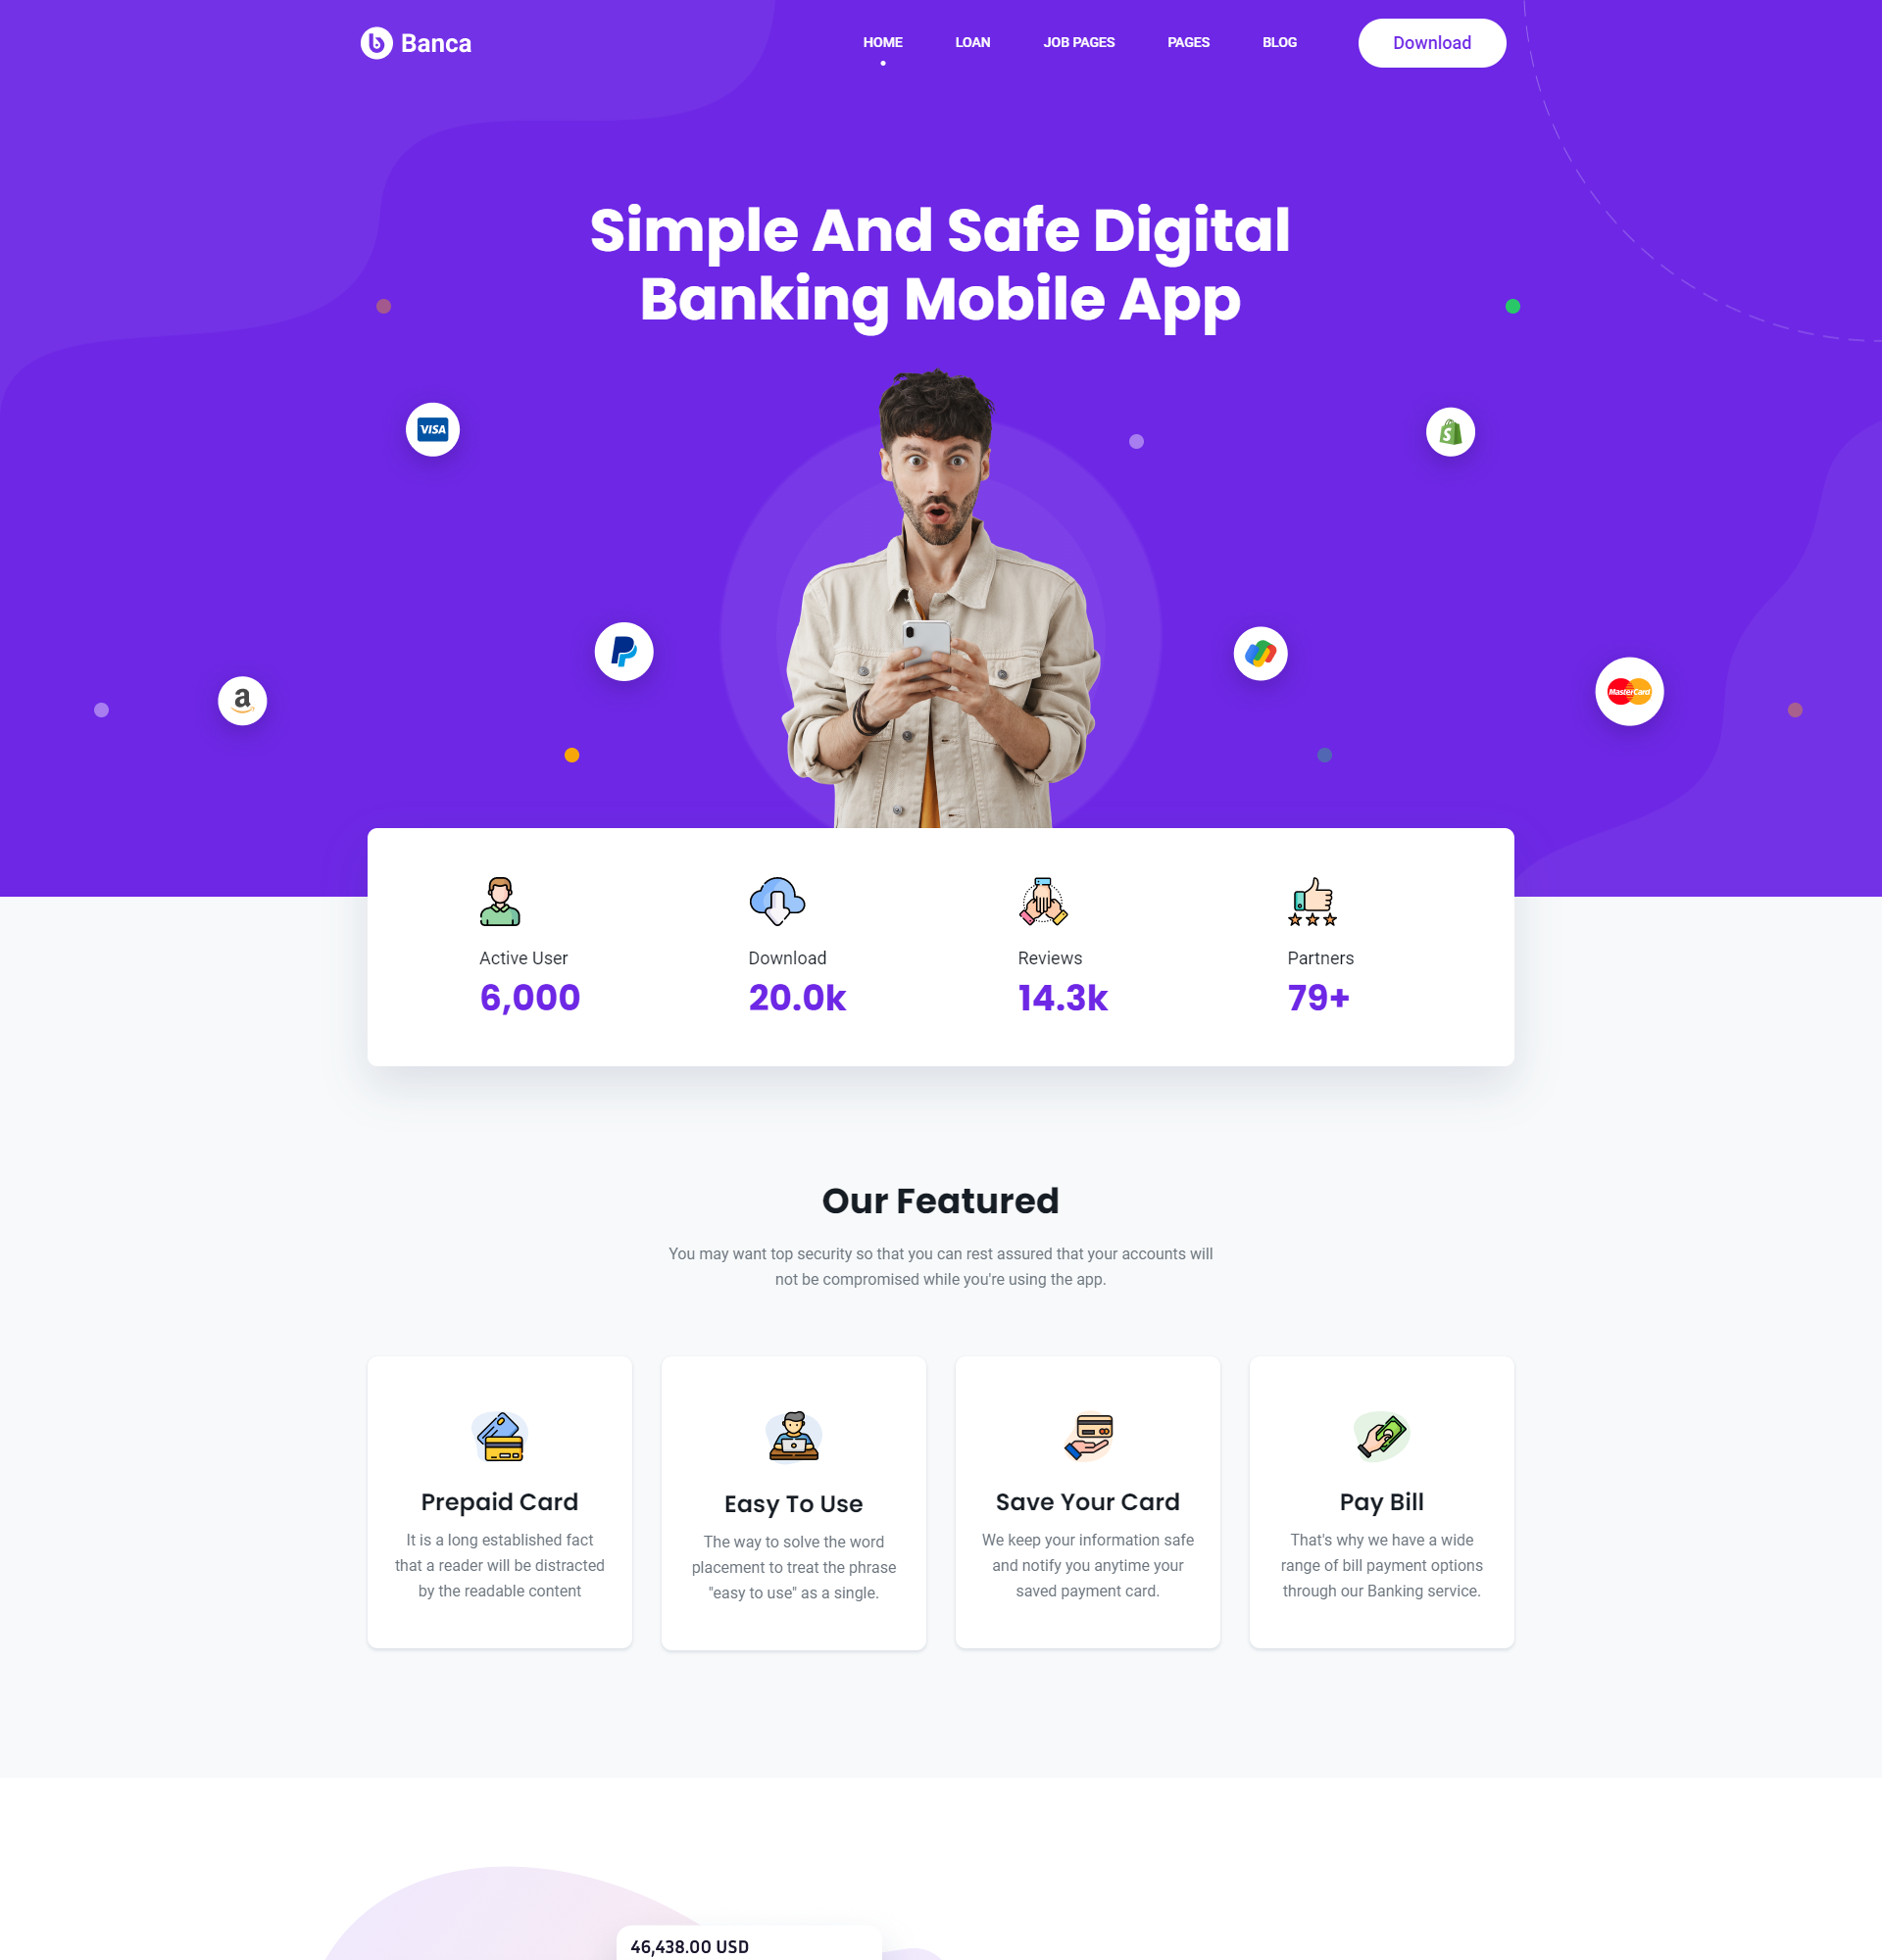 Banca
HOME
LOAN
JOB PAGES
PAGES
BLOG
Download
Simple And Safe Digital
Banking Mobile App
VISA
MasterCard
Active User
6,000
Download
20.0k
Reviews
14.3k
Partners
79+
Our Featured
You may want top security so that you can rest assured that your accounts will
not be compromised while you're using the app.
Prepaid Card
It is a long established fact
that a reader will be distracted
by the readable content
Easy To Use
The way to solve the word
placement to treat the phrase
"easy to use" as a single.
Save Your Card
We keep your information safe
and notify you anytime your
saved payment card.
Pay Bill
That's why we have a wide
range of bill payment options
through our Banking service.
46,438.00 USD